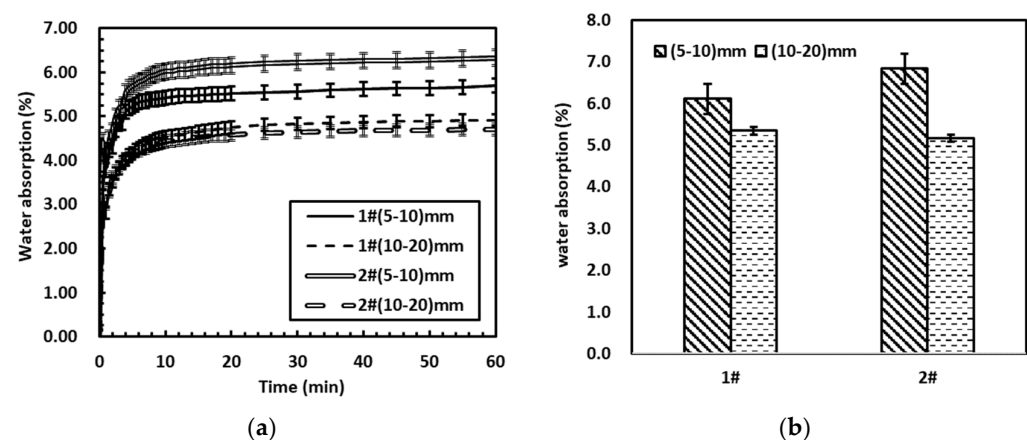 7.00
6.00
5.00
4.00
3.00
2.00
1.00
0.00
Water absorption (%)
1#(5-10)mm
1#(10-20)mm
2#(5-10)mm
2#(10-20)mm
0 10 20 30 40 50 60
Time (min)
(a)
8.0
7.0
6.0
5.0
4.0
3.0
2.0
1.0
0.0
water absorption (%)
(5-10)mm (10-20)mm
1# 2#
(b)